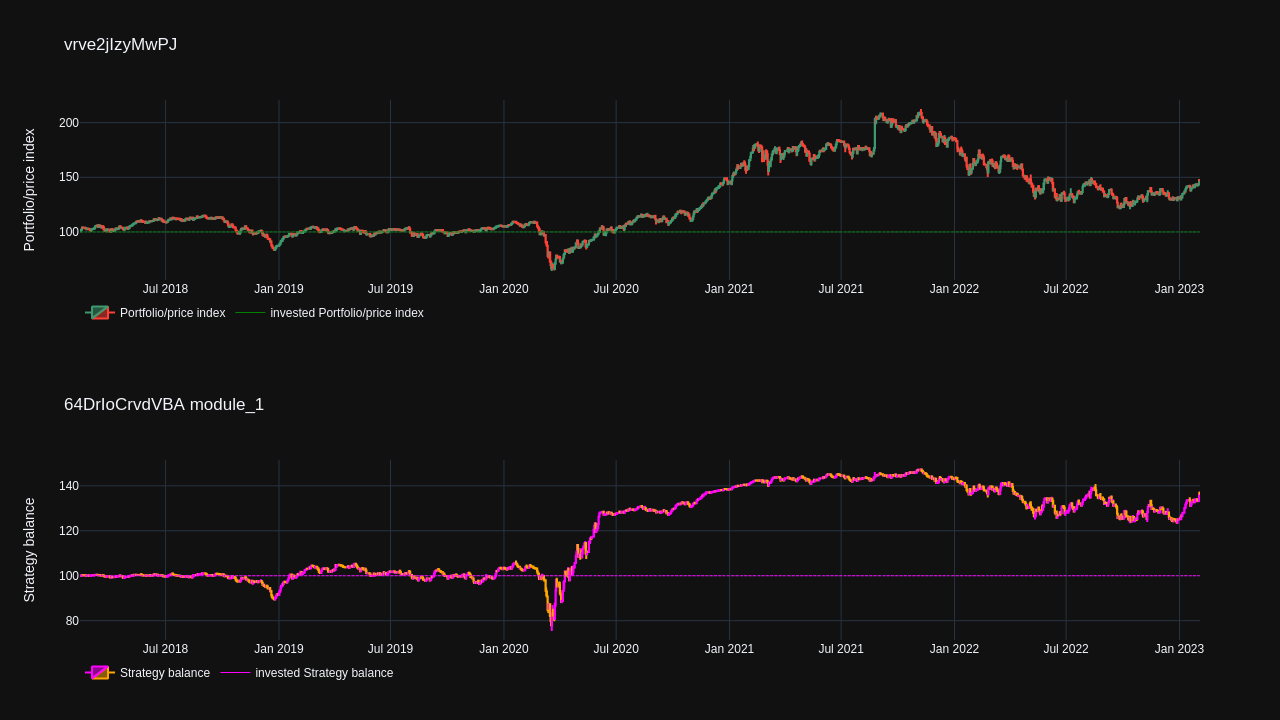 vrve2jIzyMwPJ
Portfolio/price index
200
150
100
Jul 2018 Jan 2019 Jul 2019 Jan 2020 Jul 2020 Jan 2021 Jul 2021 Jan 2022 Jul 2022 Jan 2023
Portfolio/price index invested Portfolio/price index
64DrIoCrvdVBA module_1
Strategy balance
140
120
100
80
Jul 2018 Jan 2019 Jul 2019 Jan 2020 Jul 2020 Jan 2021 Jul 2021 Jan 2022 Jul 2022 Jan 2023
Strategy balance invested Strategy balance